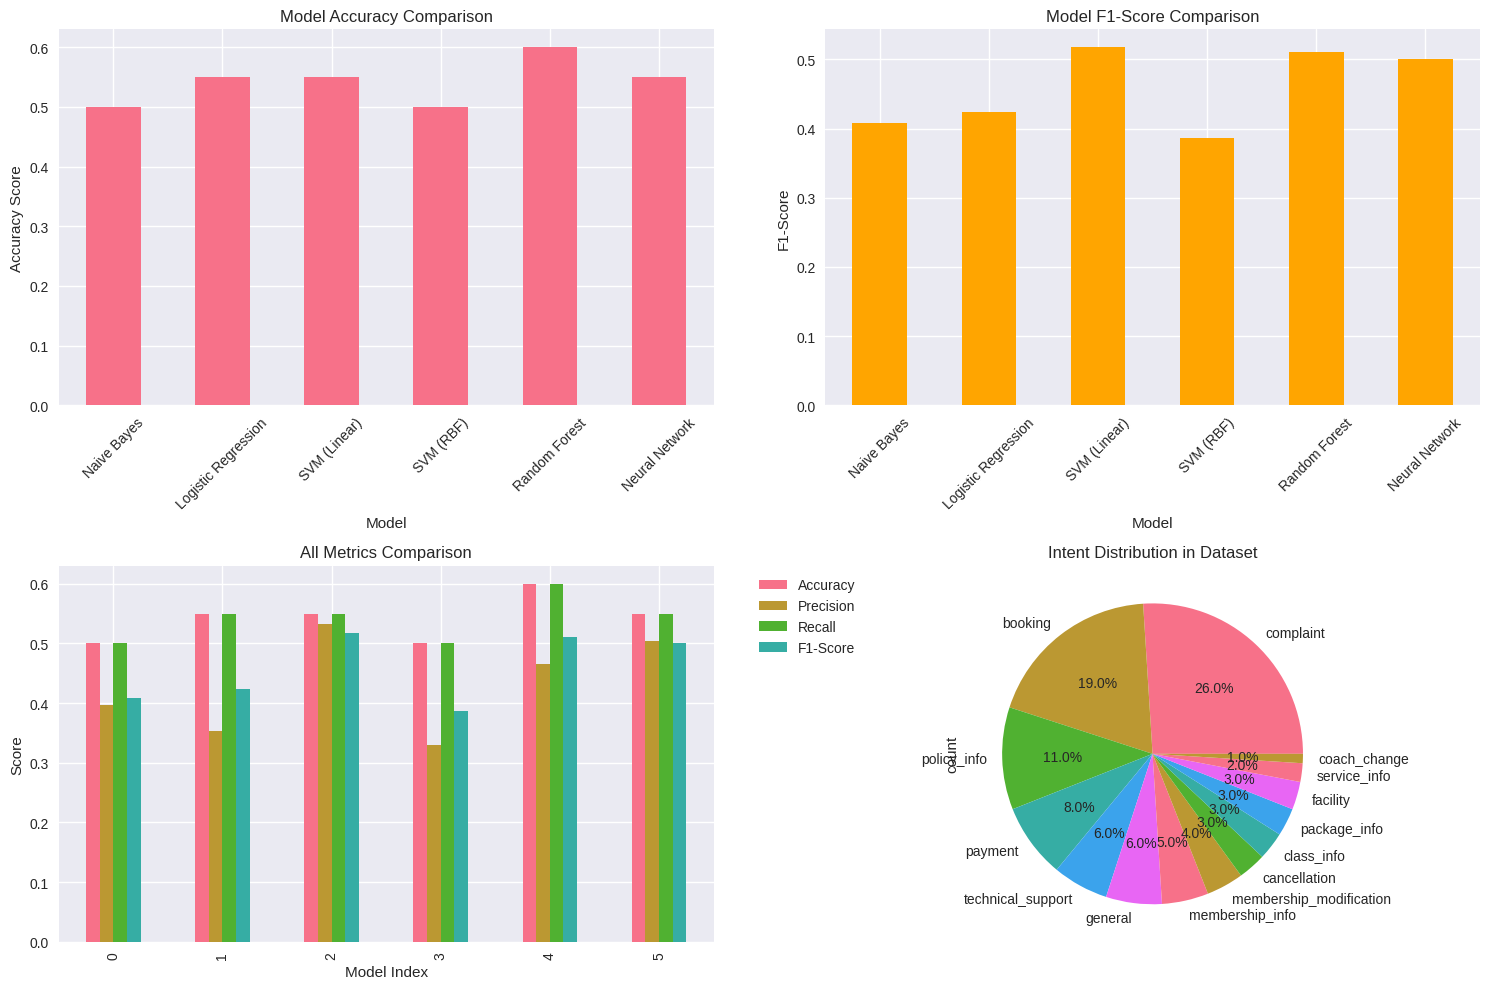 Model Accuracy Comparison
Accuracy Score
0.6
0.5
0.4
0.3
0.2
0.1
0.0
Naive Bayes
Logistic Regression
SVM (Linear)
SVM (RBF)
Random Forest
Neural Network
Model
Model F1-Score Comparison
F1-Score
0.5
0.4
0.3
0.2
0.1
0.0
Naive Bayes
Logistic Regression
SVM (Linear)
SVM (RBF)
Random Forest
Neural Network
Model
All Metrics Comparison
Score
0.6
0.5
0.4
0.3
0.2
0.1
0.0
0
1
2
3
4
5
Model Index
Accuracy
Precision
Recall
F1-Score
Intent Distribution in Dataset
count
complaint
26.0%
booking
19.0%
policy_info
11.0%
payment
8.0%
technical_support
6.0%
general
6.0%
membership_info
5.0%
membership_modification
4.0%
cancellation
3.0%
class_info
3.0%
package_info
3.0%
facility
3.0%
service_info
2.0%
coach_change
1.0%